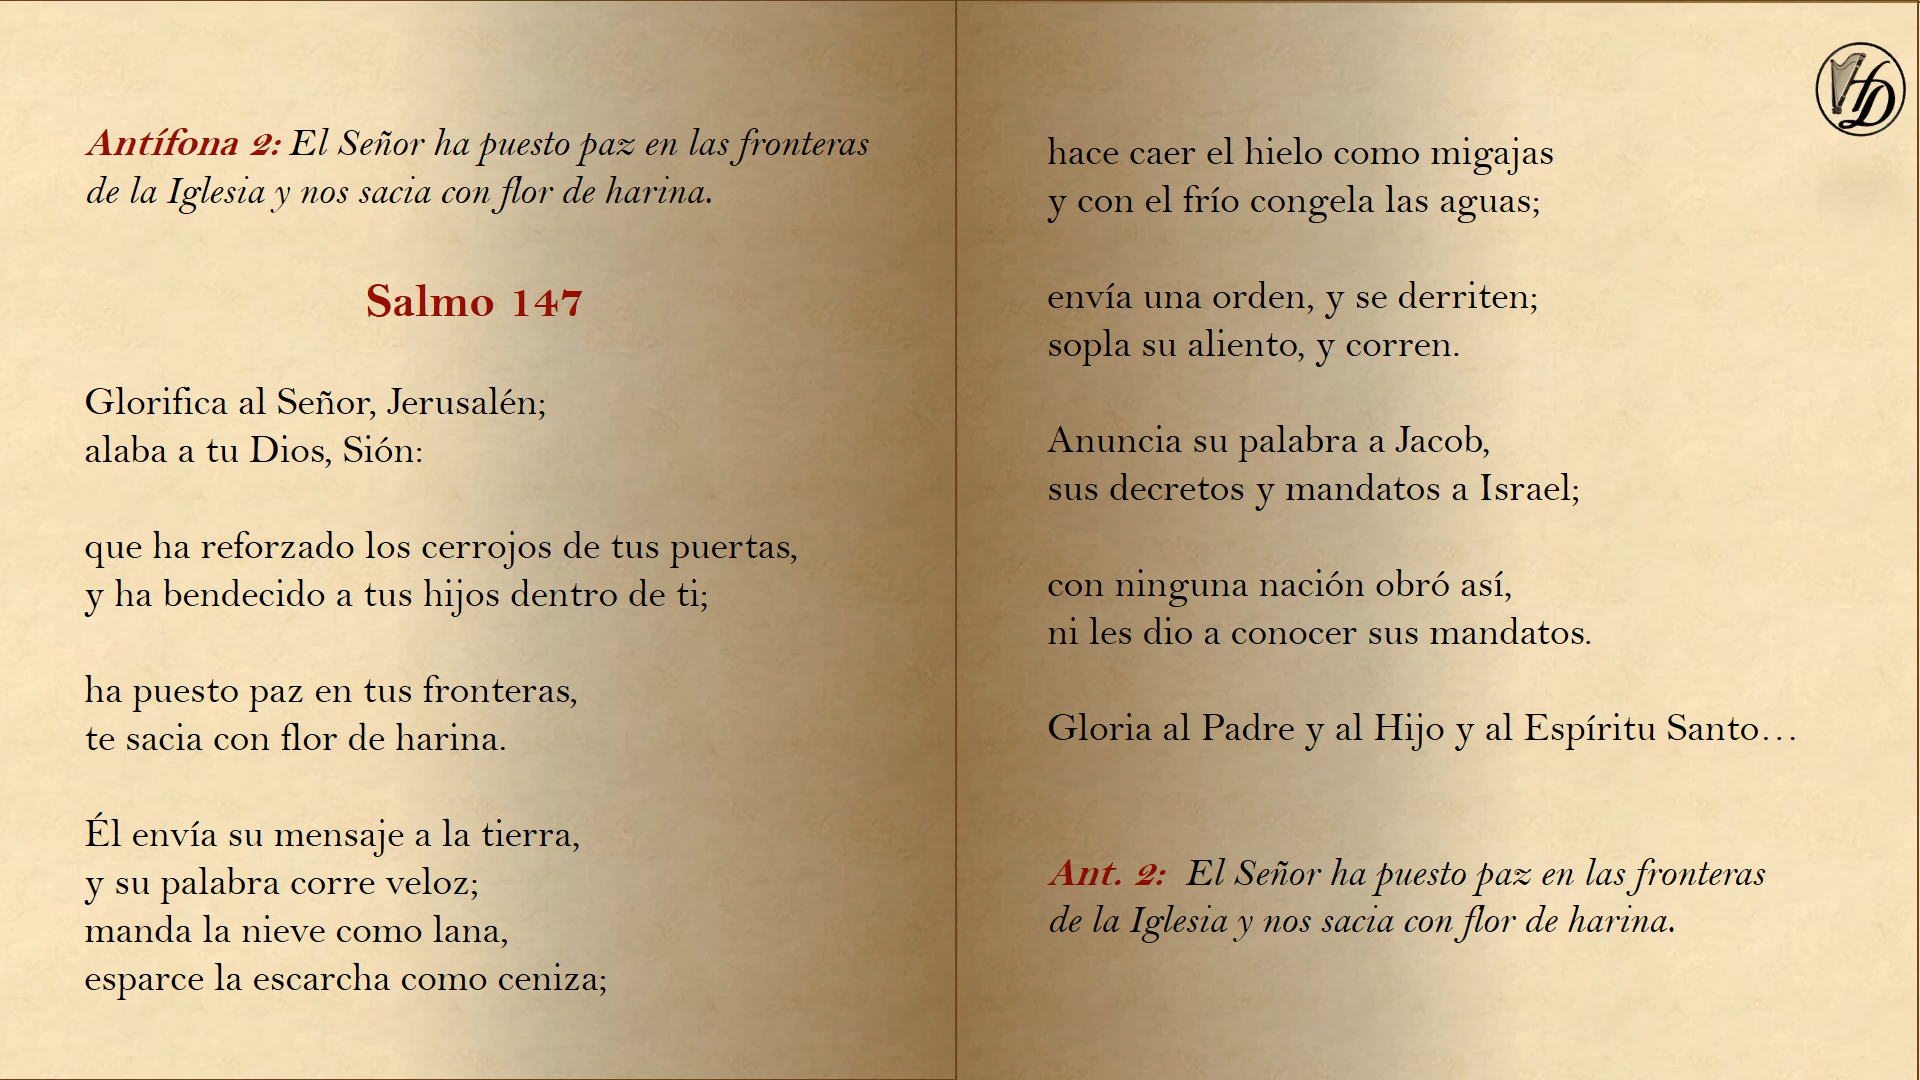 Antífona 2: El Señor ha puesto paz en las fronteras
de la Iglesia y nos sacia con flor de harina.
Salmo 147
Glorifica al Señor, Jerusalén;
alaba a tu Dios, Sión:
que ha reforzado los cerrojos de tus puertas,
y ha bendecido a tus hijos dentro de ti;
ha puesto paz en tus fronteras,
te sacia con flor de harina.
Él envía su mensaje a la tierra,
y su palabra corre veloz;
manda la nieve como lana,
esparce la escarcha como ceniza;
hace caer el hielo como migajas
y con el frío congela las aguas;
envía una orden, y se derriten;
sopla su aliento, y corren.
Anuncia su palabra a Jacob,
sus decretos y mandatos a Israel;
con ninguna nación obró así,
ni les dio a conocer sus mandatos.
Gloria al Padre y al Hijo y al Espíritu Santo…
Ant. 2: El Señor ha puesto paz en las fronteras
de la Iglesia y nos sacia con flor de harina.
HD